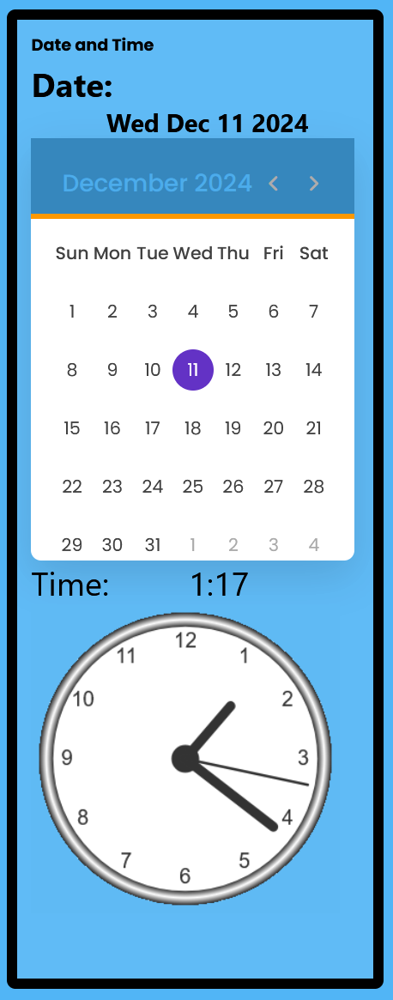 Date and Time
Date:
Wed Dec 11 2024
December 2024
Sun Mon Tue Wed Thu Fri Sat
1 2 3 4 5 6 7
8 9 10 11 12 13 14
15 16 17 18 19 20 21
22 23 24 25 26 27 28
29 30 31 1 2 3 4
Time: 1:17
12
11 1
10 2
9 3
8 4
7 5
6